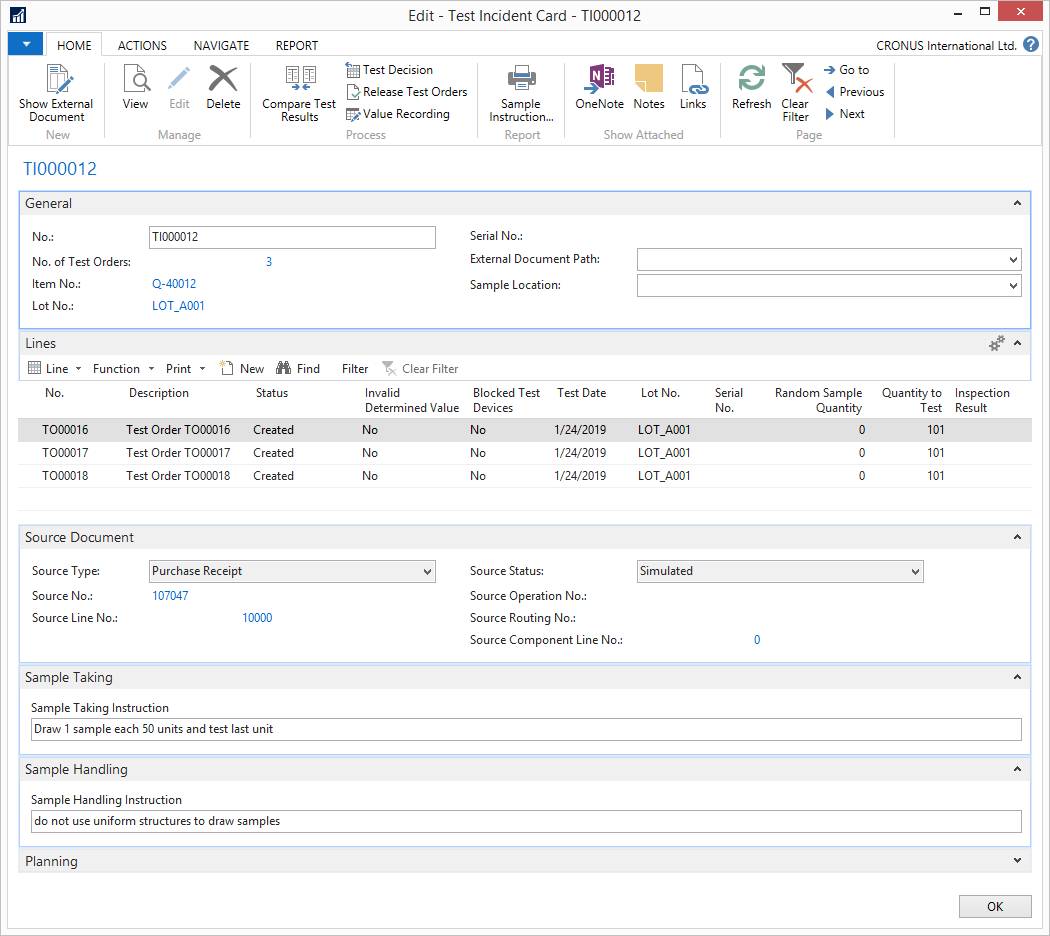 Edit - Test Incident Card - TI000012
HOME ACTIONS NAVIGATE REPORT CRONUS International Ltd. ?
Show External Document
New
View Edit Delete
Manage
Compare Test Results
Test Decision
Release Test Orders
Value Recording
Process
Sample Instruction...
Report
OneNote Notes Links
Show Attached
Refresh Clear Filter
Go to
Previous
Next
Page
TI000012
General
No.: TI000012
No. of Test Orders: 3
Item No.: Q-40012
Lot No.: LOT_A001
Serial No.:
External Document Path:
Sample Location:
Lines
Line Function Print New Find Filter Clear Filter
No. Description Status Invalid Determined Value Blocked Test Devices Test Date Lot No. Serial No. Random Sample Quantity Quantity to Test Inspection Result
TO00016 Test Order TO00016 Created No No 1/24/2019 LOT_A001 0 101
TO00017 Test Order TO00017 Created No No 1/24/2019 LOT_A001 0 101
TO00018 Test Order TO00018 Created No No 1/24/2019 LOT_A001 0 101
Source Document
Source Type: Purchase Receipt
Source No.: 107047
Source Line No.: 10000
Source Status: Simulated
Source Operation No.:
Source Routing No.:
Source Component Line No.: 0
Sample Taking
Sample Taking Instruction
Draw 1 sample each 50 units and test last unit
Sample Handling
Sample Handling Instruction
do not use uniform structures to draw samples
Planning
OK